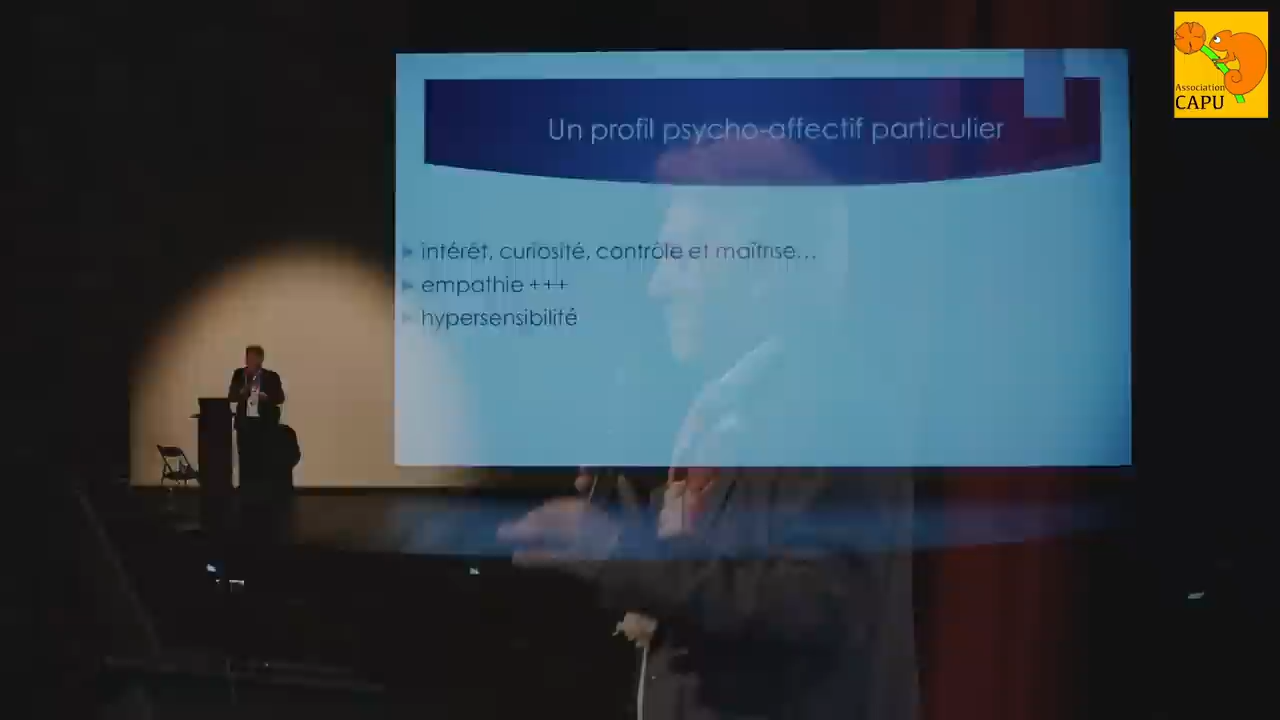 Un profil psycho-affectif particulier
intérêt, curiosité, contrôle et maîtrise...
empathie +++
hypersensibilité
Association
CAPU